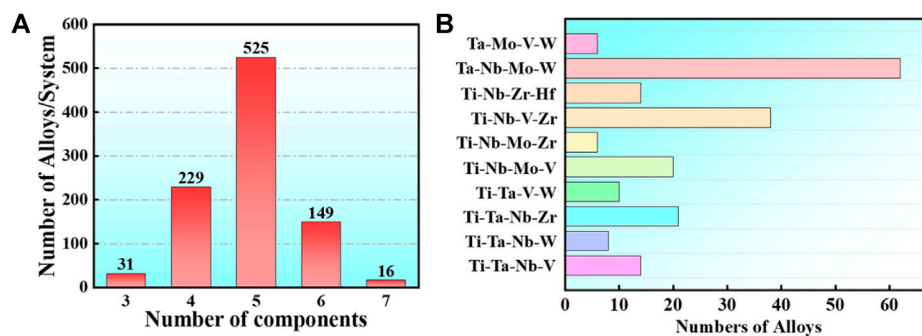 A
Number of Alloys/System
600
500
400
300
200
100
0
31
229
525
149
16
3 4 5 6 7
Number of components
B
Ta-Mo-V-W
Ta-Nb-Mo-W
Ti-Nb-Zr-Hf
Ti-Nb-V-Zr
Ti-Nb-Mo-Zr
Ti-Nb-Mo-V
Ti-Ta-V-W
Ti-Ta-Nb-Zr
Ti-Ta-Nb-W
Ti-Ta-Nb-V
0 10 20 30 40 50 60
Numbers of Alloys